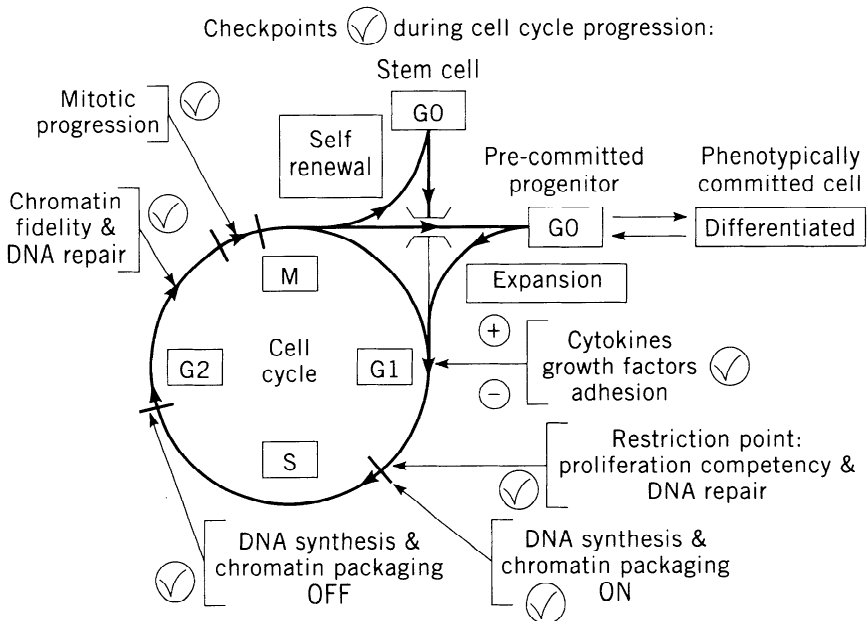 Checkpoints ✓ during cell cycle progression:
Stem cell
G0
Mitotic
progression
✓
Self
renewal
Pre-committed
progenitor
G0
Phenotypically
committed cell
Differentiated
Chromatin
fidelity &
DNA repair
✓
M
Expansion
G2
Cell
cycle
G1
+
−
Cytokines
growth factors
adhesion
✓
S
Restriction point:
proliferation competency &
DNA repair
✓
DNA synthesis &
chromatin packaging
OFF
✓
DNA synthesis &
chromatin packaging
ON
✓